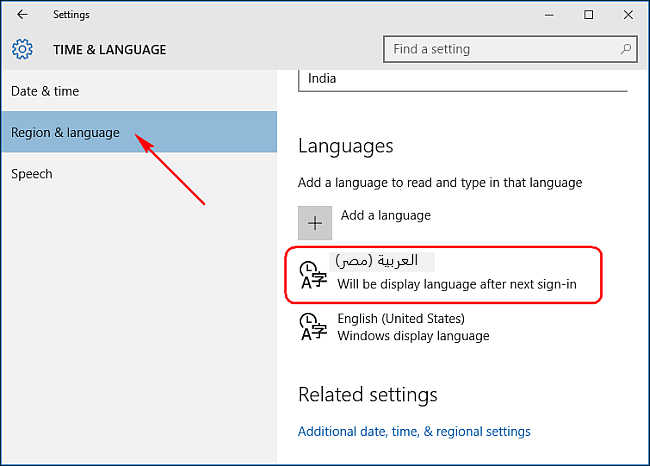 Settings
TIME & LANGUAGE
Find a setting
Date & time
Region & language
Speech
India
Languages
Add a language to read and type in that language
Add a language
العربية (مصر)
Will be display language after next sign-in
English (United States)
Windows display language
Related settings
Additional date, time, & regional settings